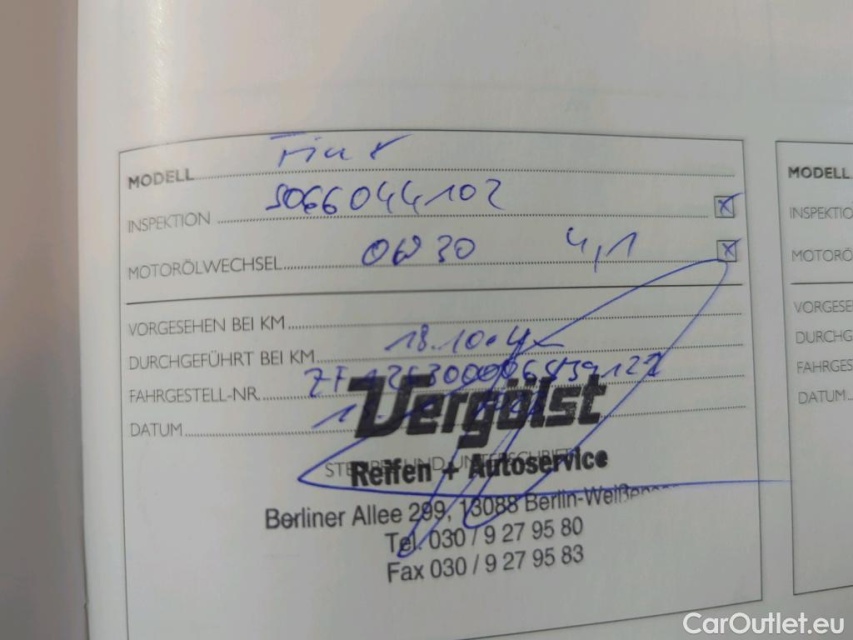 MODELL Fiat
INSPEKTION 5066044102
MOTORÖLWECHSEL 0W30 4,1
VORGESEHEN BEI KM
DURCHGEFÜHRT BEI KM
FAHRGESTELL-NR.
DATUM
Vergölst
Reifen + Autoservice
Berliner Allee 299, 13088 Berlin-Weißensee
Tel. 030 / 9 27 95 80
Fax 030 / 9 27 95 83
MODELL
INSPEKTIO
MOTORÖ
VORGESE
DURCHG
FAHRGES
DATUM
CarOutlet.eu